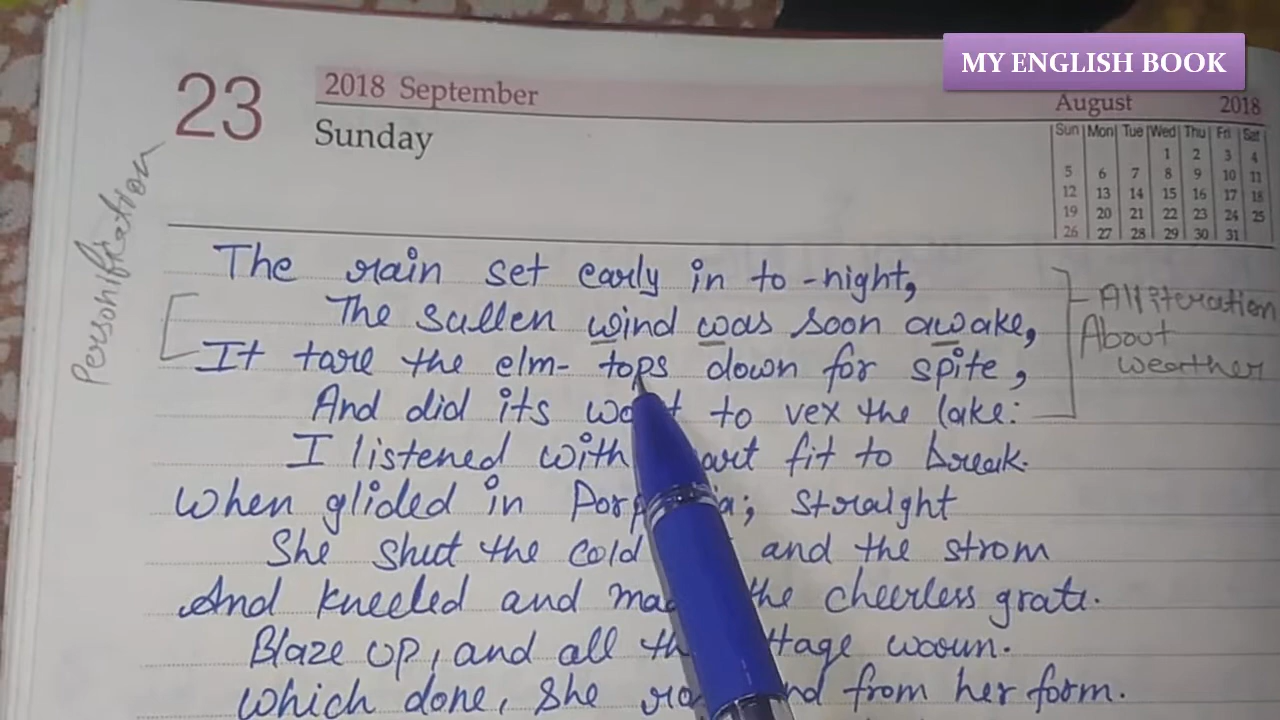 MY ENGLISH BOOK
23
2018 September
Sunday
August 2018
Sun Mon Tue Wed Thu Fri Sat
1 2 3 4
5 6 7 8 9 10 11
12 13 14 15 16 17 18
19 20 21 22 23 24 25
26 27 28 29 30 31
Personification
The rain set early in to-night,
The sullen wind was soon awake,
It tore the elm-tops down for spite,
And did its to vex the lake:
I listened with fit to break.
When glided in straight
She shut the cold and the strom
And kneeled and the cheerless grate.
Blaze up, and all
which done, she from her form.
Alliteration
About
weather